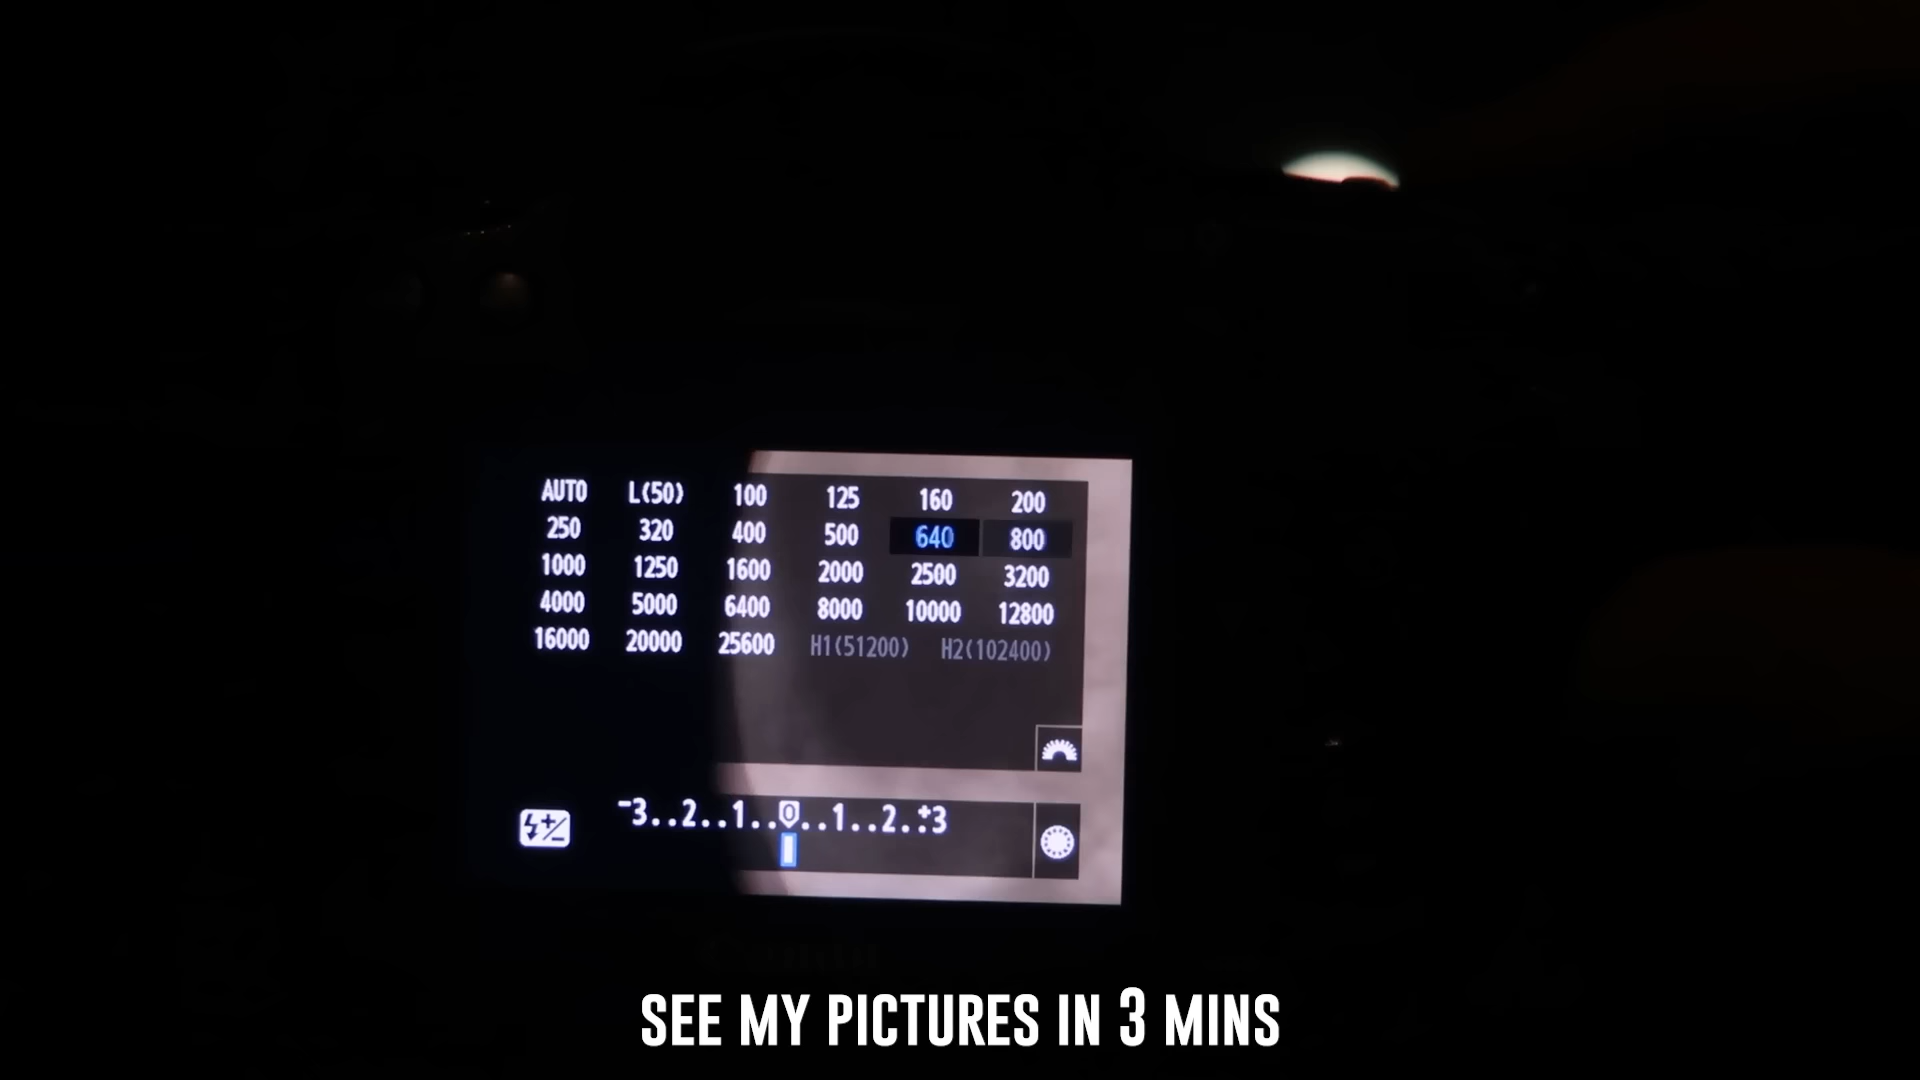 AUTO L(50) 100 125 160 200
250 320 400 500 640 800
1000 1250 1600 2000 2500 3200
4000 5000 6400 8000 10000 12800
16000 20000 25600 H1(51200) H2(102400)
-3..2..1..0..1..2..+3
SEE MY PICTURES IN 3 MINS